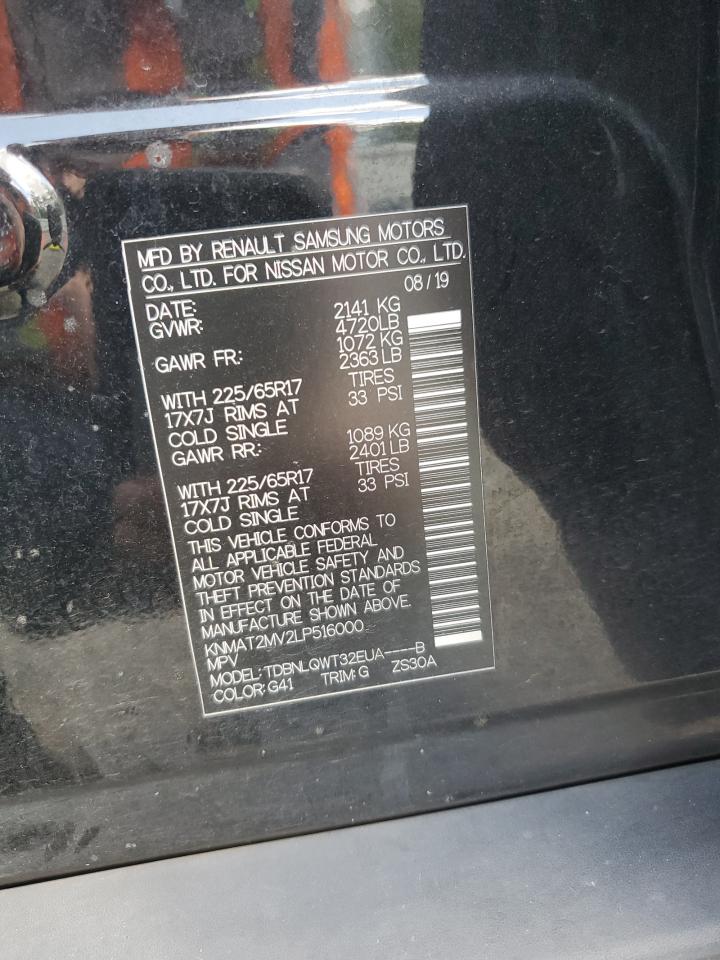 MFD BY RENAULT SAMSUNG MOTORS
CO., LTD. FOR NISSAN MOTOR CO., LTD.
DATE: 08/19
GVWR: 2141 KG
4720LB
GAWR FR: 1072 KG
2363LB
WITH 225/65R17 TIRES
17X7J RIMS AT 33 PSI
COLD SINGLE
GAWR RR: 1089 KG
2401LB
WITH 225/65R17 TIRES
17X7J RIMS AT 33 PSI
COLD SINGLE
THIS VEHICLE CONFORMS TO
ALL APPLICABLE FEDERAL
MOTOR VEHICLE SAFETY AND
THEFT PREVENTION STANDARDS
IN EFFECT ON THE DATE OF
MANUFACTURE SHOWN ABOVE.
KNMAT2MV2LP516000
MPV
MODEL: TDBNLQWT32EUA----B
COLOR: G41 TRIM: G ZS30A